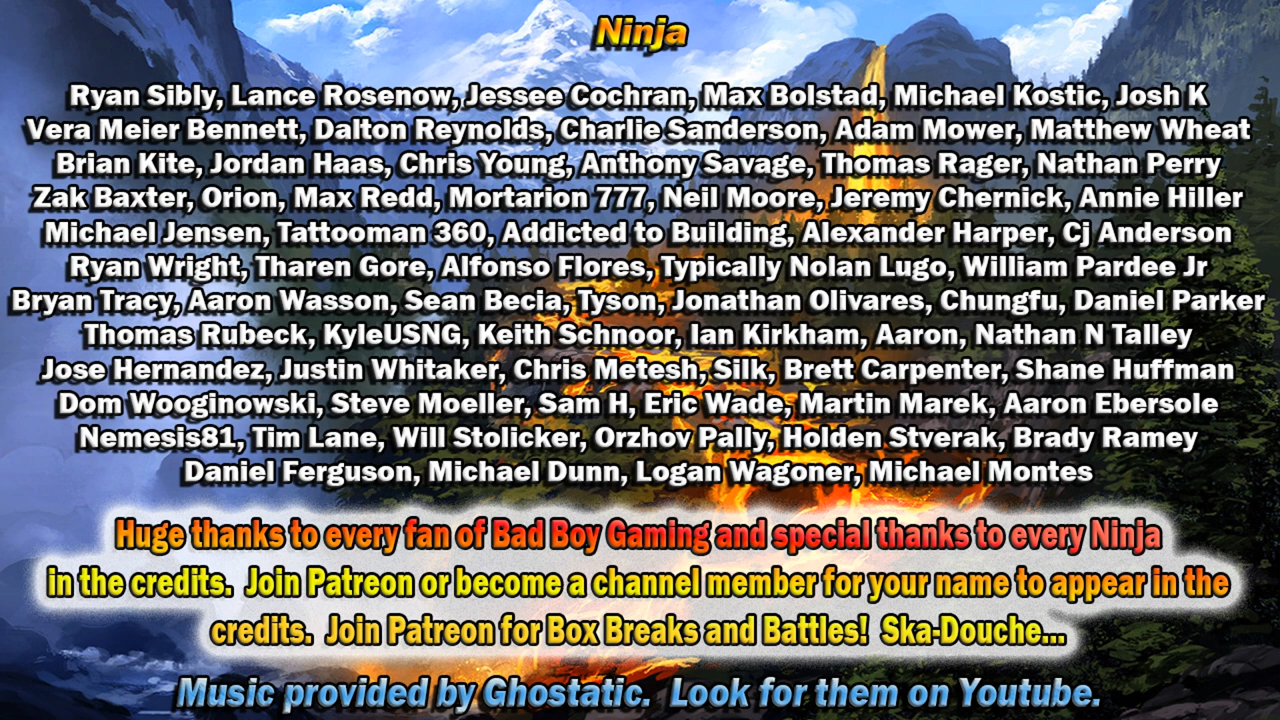 Ninja
Ryan Sibly, Lance Rosenow, Jessee Cochran, Max Bolstad, Michael Kostic, Josh K
Vera Meier Bennett, Dalton Reynolds, Charlie Sanderson, Adam Mower, Matthew Wheat
Brian Kite, Jordan Haas, Chris Young, Anthony Savage, Thomas Rager, Nathan Perry
Zak Baxter, Orion, Max Redd, Mortarion 777, Neil Moore, Jeremy Chernick, Annie Hiller
Michael Jensen, Tattooman 360, Addicted to Building, Alexander Harper, Cj Anderson
Ryan Wright, Tharen Gore, Alfonso Flores, Typically Nolan Lugo, William Pardee Jr
Bryan Tracy, Aaron Wasson, Sean Becia, Tyson, Jonathan Olivares, Chungfu, Daniel Parker
Thomas Rubeck, KyleUSNG, Keith Schnoor, Ian Kirkham, Aaron, Nathan N Talley
Jose Hernandez, Justin Whitaker, Chris Metesh, Silk, Brett Carpenter, Shane Huffman
Dom Wooginowski, Steve Moeller, Sam H, Eric Wade, Martin Marek, Aaron Ebersole
Nemesis81, Tim Lane, Will Stolicker, Orzhov Pally, Holden Stverak, Brady Ramey
Daniel Ferguson, Michael Dunn, Logan Wagoner, Michael Montes
Huge thanks to every fan of Bad Boy Gaming and special thanks to every Ninja
in the credits. Join Patreon or become a channel member for your name to appear in the
credits. Join Patreon for Box Breaks and Battles! Ska-Douche...
Music provided by Ghostatic. Look for them on Youtube.